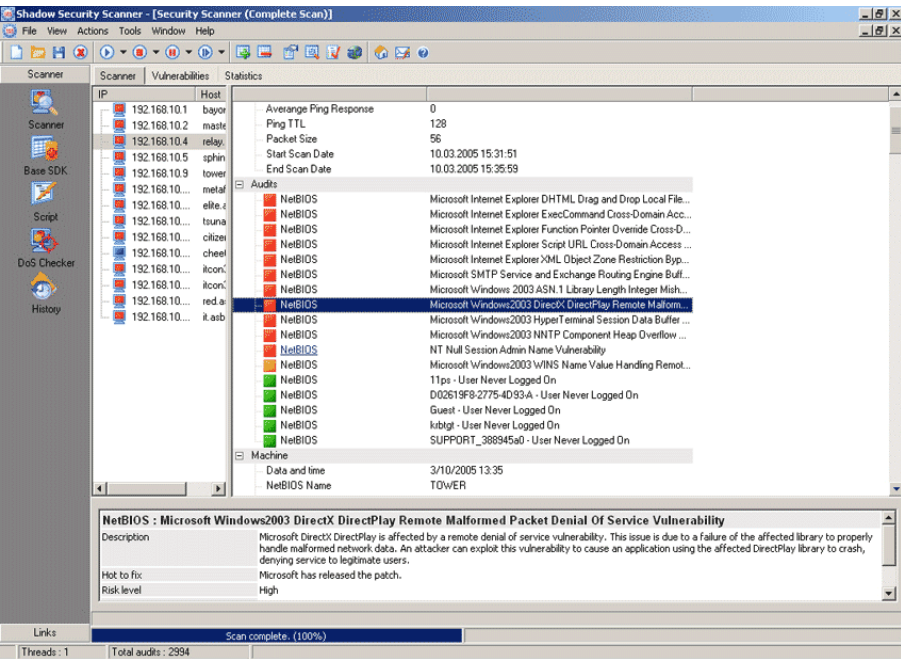 Shadow Security Scanner - [Security Scanner (Complete Scan)]
File View Actions Tools Window Help
Scanner
Scanner Vulnerabilities Statistics
IP Host
192.168.10.1 bayor
192.168.10.2 maste
192.168.10.4 relay.
192.168.10.5 sphin
192.168.10.9 tower
192.168.10.... metaf
192.168.10.... elite.a
192.168.10.... tsuna
192.168.10.... citizer
192.168.10.... cheel
192.168.10.... itcon:
192.168.10.... itcon:
192.168.10.... red.a
192.168.10.... it.asb
Scanner
Base SDK
Script
DoS Checker
History
Averange Ping Response 0
Ping TTL 128
Packet Size 56
Start Scan Date 10.03.2005 15:31:51
End Scan Date 10.03.2005 15:35:59
Audits
NetBIOS Microsoft Internet Explorer DHTML Drag and Drop Local File...
NetBIOS Microsoft Internet Explorer ExecCommand Cross-Domain Acc...
NetBIOS Microsoft Internet Explorer Function Pointer Override Cross-D...
NetBIOS Microsoft Internet Explorer Script URL Cross-Domain Access ...
NetBIOS Microsoft Internet Explorer XML Object Zone Restriction Byp...
NetBIOS Microsoft SMTP Service and Exchange Routing Engine Buff...
NetBIOS Microsoft Windows 2003 ASN.1 Library Length Integer Mish...
NetBIOS Microsoft Windows2003 DirectX DirectPlay Remote Malform...
NetBIOS Microsoft Windows2003 HyperTerminal Session Data Buffer ...
NetBIOS Microsoft Windows2003 NNTP Component Heap Overflow ...
NetBIOS NT Null Session Admin Name Vulnerability
NetBIOS Microsoft Windows2003 WINS Name Value Handling Remot...
NetBIOS 11ps - User Never Logged On
NetBIOS D02619F8-2775-4D93-A - User Never Logged On
NetBIOS Guest - User Never Logged On
NetBIOS krbtgt - User Never Logged On
NetBIOS SUPPORT_388945a0 - User Never Logged On
Machine
Data and time 3/10/2005 13:35
NetBIOS Name TOWER
NetBIOS : Microsoft Windows2003 DirectX DirectPlay Remote Malformed Packet Denial Of Service Vulnerability
Description Microsoft DirectX DirectPlay is affected by a remote denial of service vulnerability. This issue is due to a failure of the affected library to properly
handle malformed network data. An attacker can exploit this vulnerability to cause an application using the affected DirectPlay library to crash,
denying service to legitimate users.
Hot to fix Microsoft has released the patch.
Risk level High
Links
Scan complete. (100%)
Threads : 1 Total audits : 2994